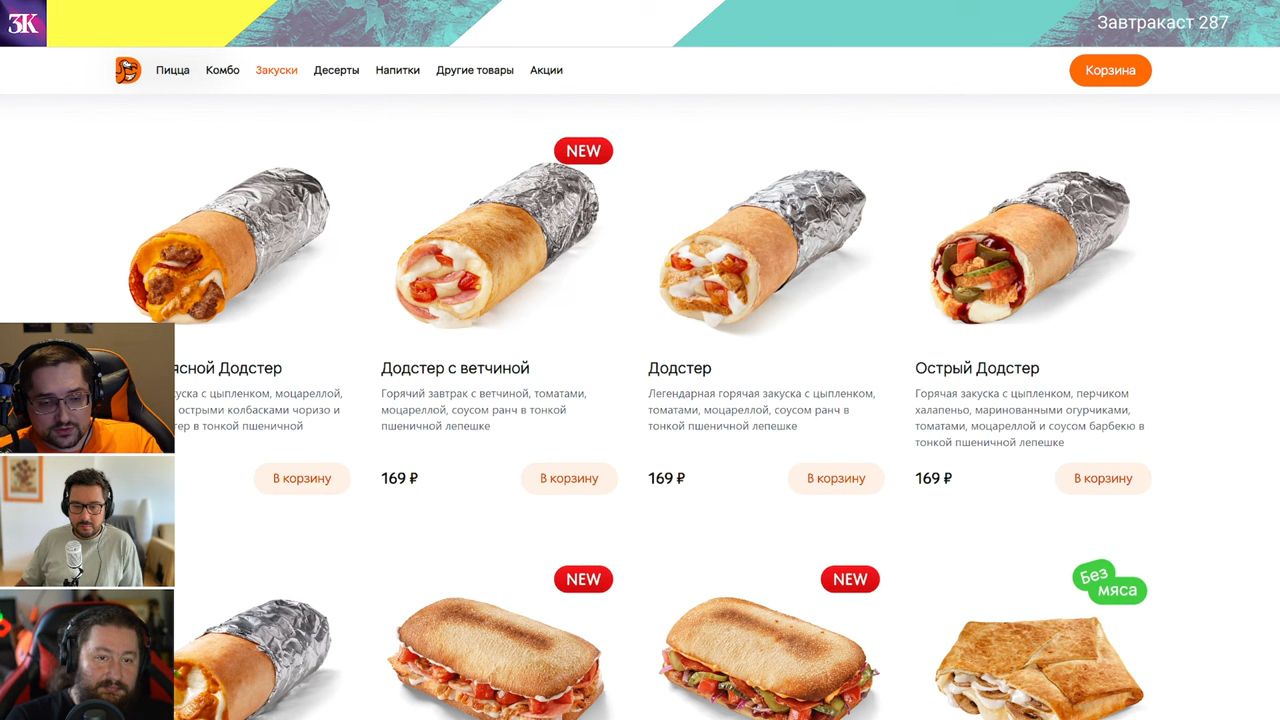 ЗК
Завтракаст 287
Пицца Комбо Закуски Десерты Напитки Другие товары Акции
Корзина
NEW
ясной Додстер
куска с цыпленком, моцареллой,
острыми колбасками чоризо и
тер в тонкой пшеничной
В корзину
Додстер с ветчиной
Горячий завтрак с ветчиной, томатами,
моцареллой, соусом ранч в тонкой
пшеничной лепешке
169 ₽
В корзину
Додстер
Легендарная горячая закуска с цыпленком,
томатами, моцареллой, соусом ранч в
тонкой пшеничной лепешке
169 ₽
В корзину
Острый Додстер
Горячая закуска с цыпленком, перчиком
халапеньо, маринованными огурчиками,
томатами, моцареллой и соусом барбекю в
тонкой пшеничной лепешке
169 ₽
В корзину
NEW
NEW
Без
мяса